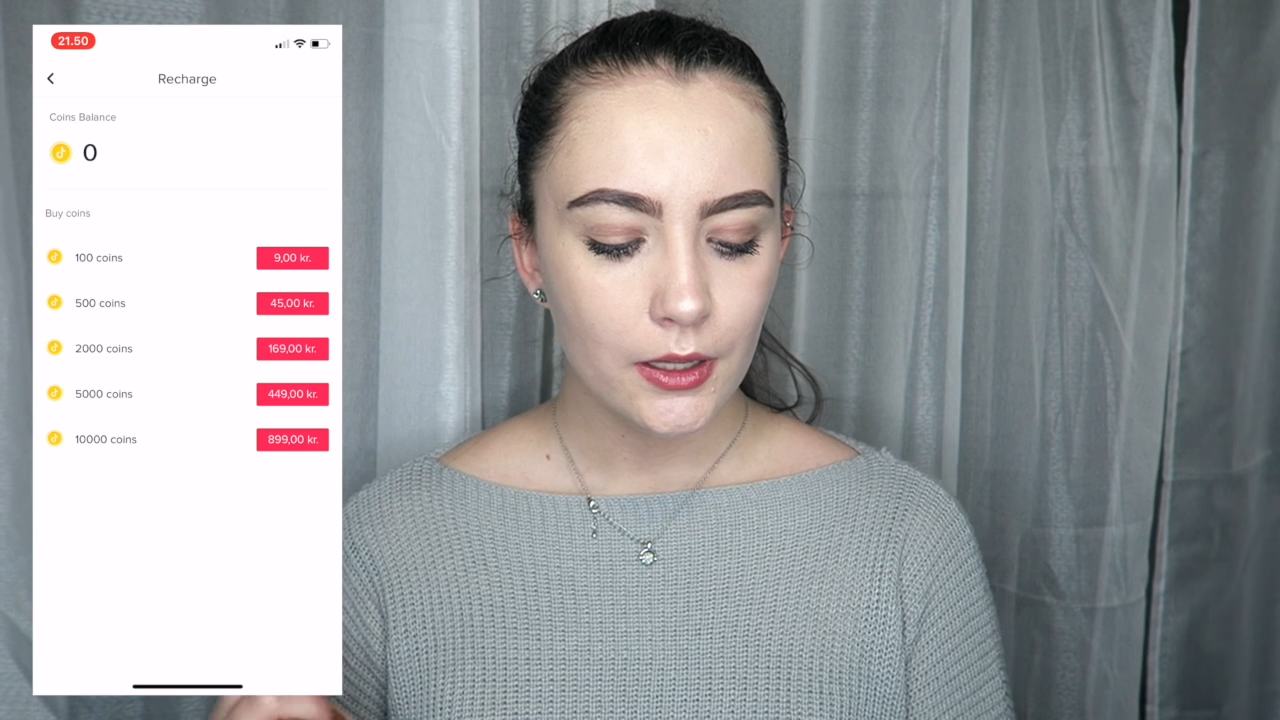 21.50
Recharge
Coins Balance
0
Buy coins
100 coins 9,00 kr.
500 coins 45,00 kr.
2000 coins 169,00 kr.
5000 coins 449,00 kr.
10000 coins 899,00 kr.